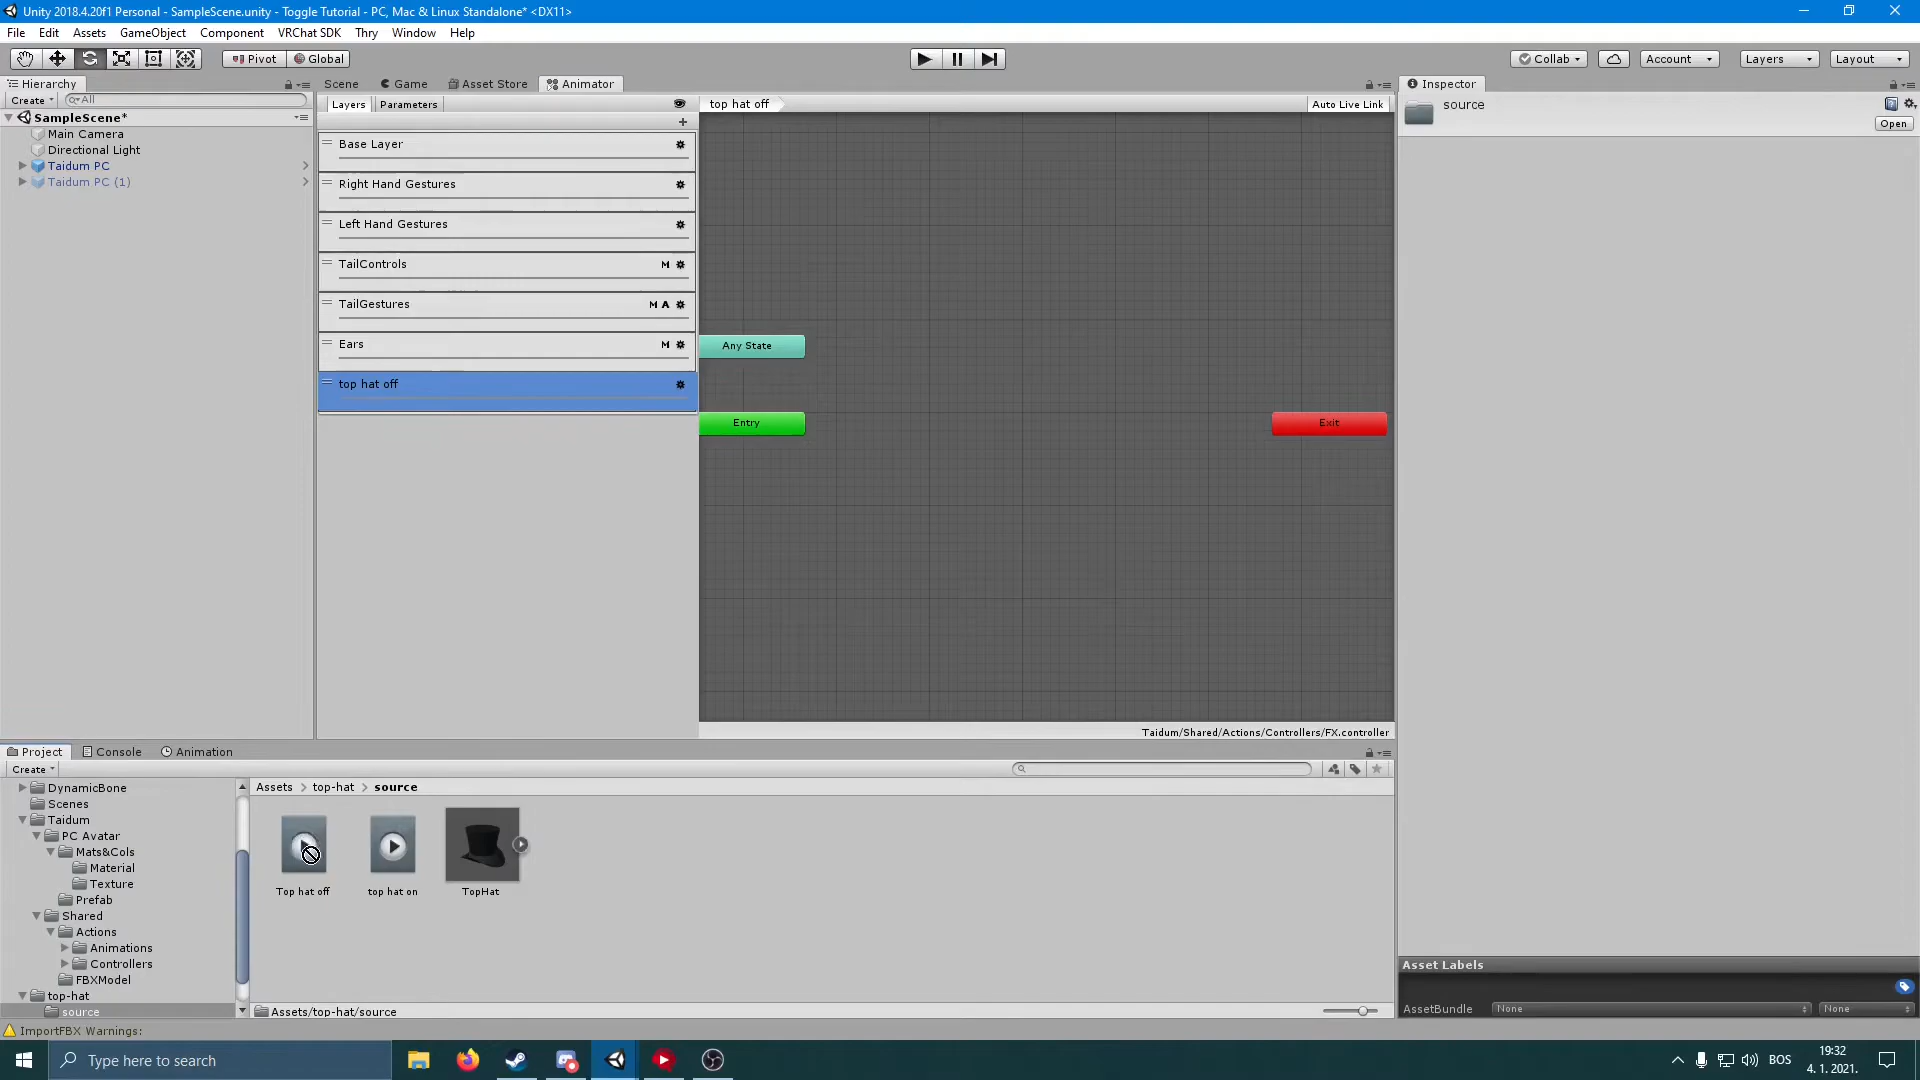 Unity 2018.4.20f1 Personal - SampleScene.unity - Toggle Tutorial - PC, Mac & Linux Standalone* <DX11>
File Edit Assets GameObject Component VRChat SDK Thry Window Help
Pivot Global Collab Account Layers Layout
Hierarchy Scene Game Asset Store Animator Inspector
Create All Layers Parameters top hat off Auto Live Link source
Open
SampleScene*
Main Camera
Directional Light
Taidum PC
Taidum PC (1)
Base Layer
Right Hand Gestures
Left Hand Gestures
TailControls M
TailGestures M A
Ears M
top hat off
Any State
Entry
Exit
Taidum/Shared/Actions/Controllers/FX.controller
Project Console Animation
Create
DynamicBone
Scenes
Taidum
PC Avatar
Mats&Cols
Material
Texture
Prefab
Shared
Actions
Animations
Controllers
FBXModel
top-hat
source
Assets > top-hat > source
Top hat off top hat on TopHat
Assets/top-hat/source
Asset Labels
AssetBundle None None
ImportFBX Warnings:
Type here to search
BOS
19:32
4. 1. 2021.